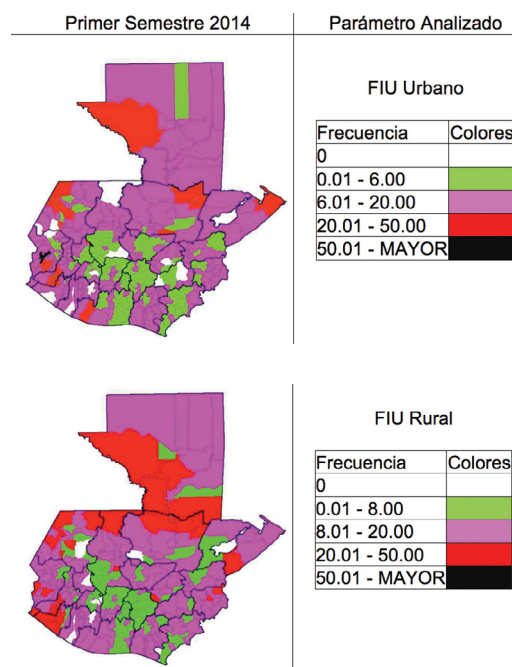 Primer Semestre 2014 Parámetro Analizado
FIU Urbano
Frecuencia Colores
0
0.01 - 6.00
6.01 - 20.00
20.01 - 50.00
50.01 - MAYOR
FIU Rural
Frecuencia Colores
0
0.01 - 8.00
8.01 - 20.00
20.01 - 50.00
50.01 - MAYOR